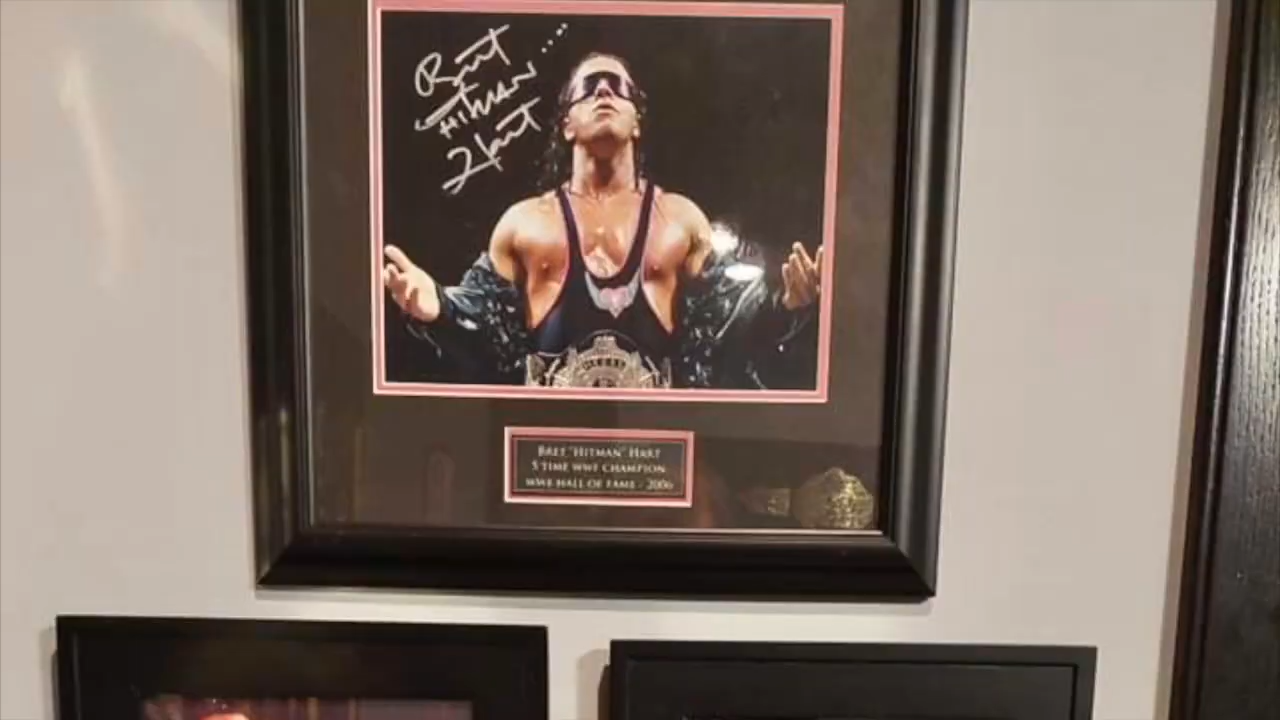 Bret
"HITMAN"
Hart
BRET "HITMAN" HART
5 TIME WWF CHAMPION
WWE HALL OF FAME - 2006